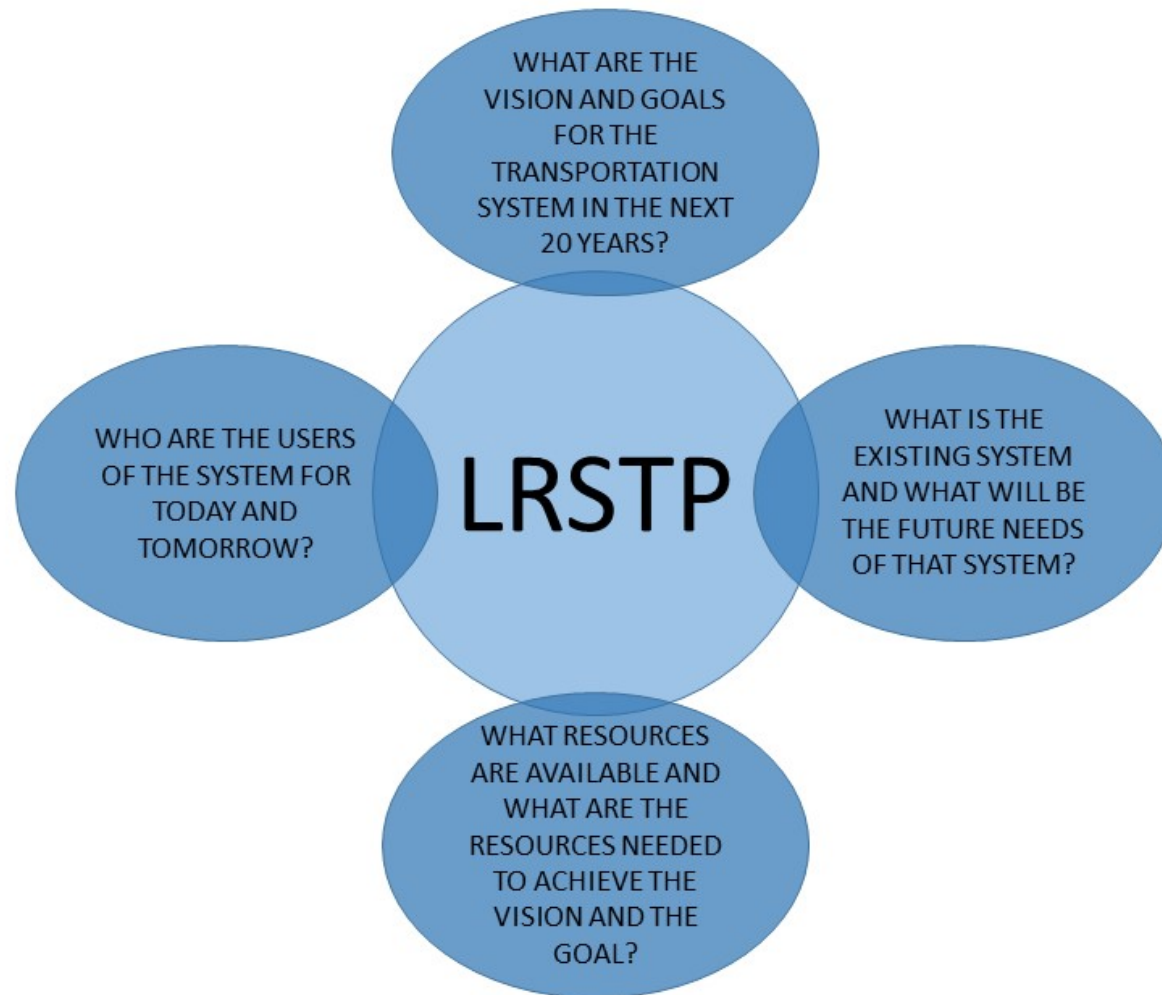 WHAT ARE THE
VISION AND GOALS
FOR THE
TRANSPORTATION
SYSTEM IN THE NEXT
20 YEARS?
WHO ARE THE USERS
OF THE SYSTEM FOR
TODAY AND
TOMORROW?
LRSTP
WHAT IS THE
EXISTING SYSTEM
AND WHAT WILL BE
THE FUTURE NEEDS
OF THAT SYSTEM?
WHAT RESOURCES
ARE AVAILABLE AND
WHAT ARE THE
RESOURCES NEEDED
TO ACHIEVE THE
VISION AND THE
GOAL?